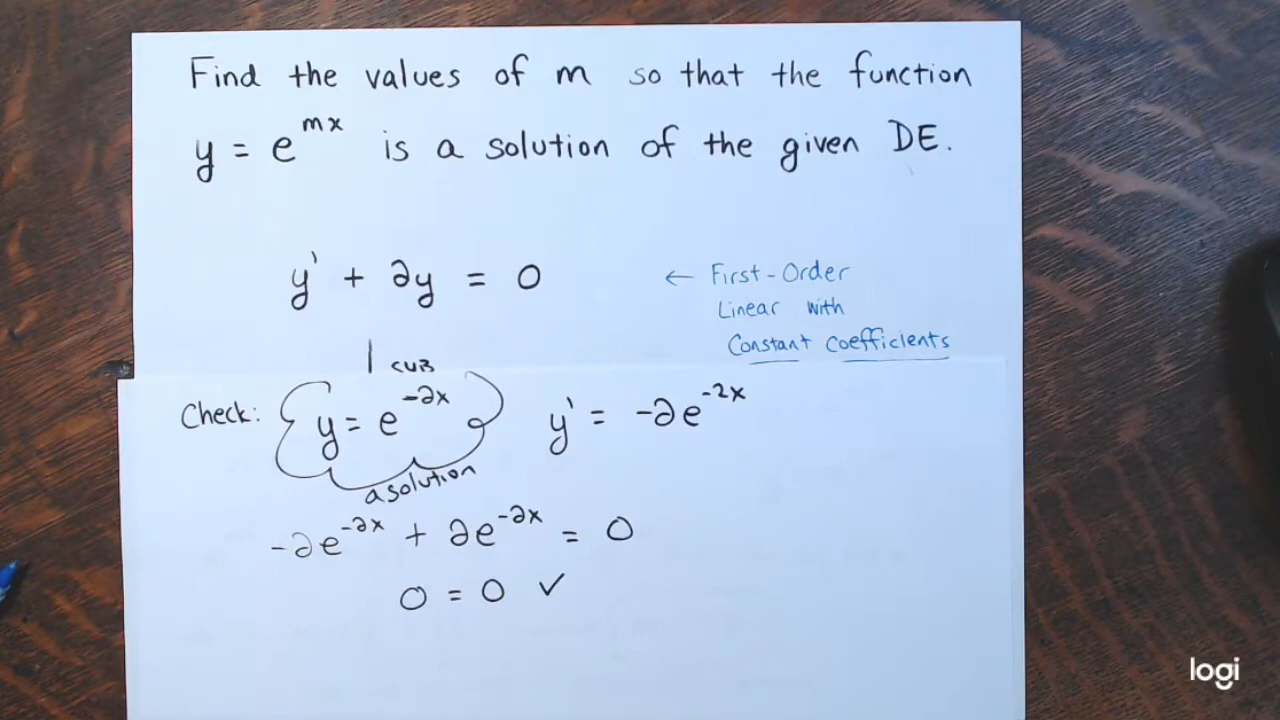 Find the values of m so that the function
y = e^{mx} is a solution of the given DE.
y' + 2y = 0
← First-Order
Linear with
Constant Coefficients
Check: y = e^{-2x} y' = -2e^{-2x}
a solution
-2e^{-2x} + 2e^{-2x} = 0
0 = 0 ✓
logi